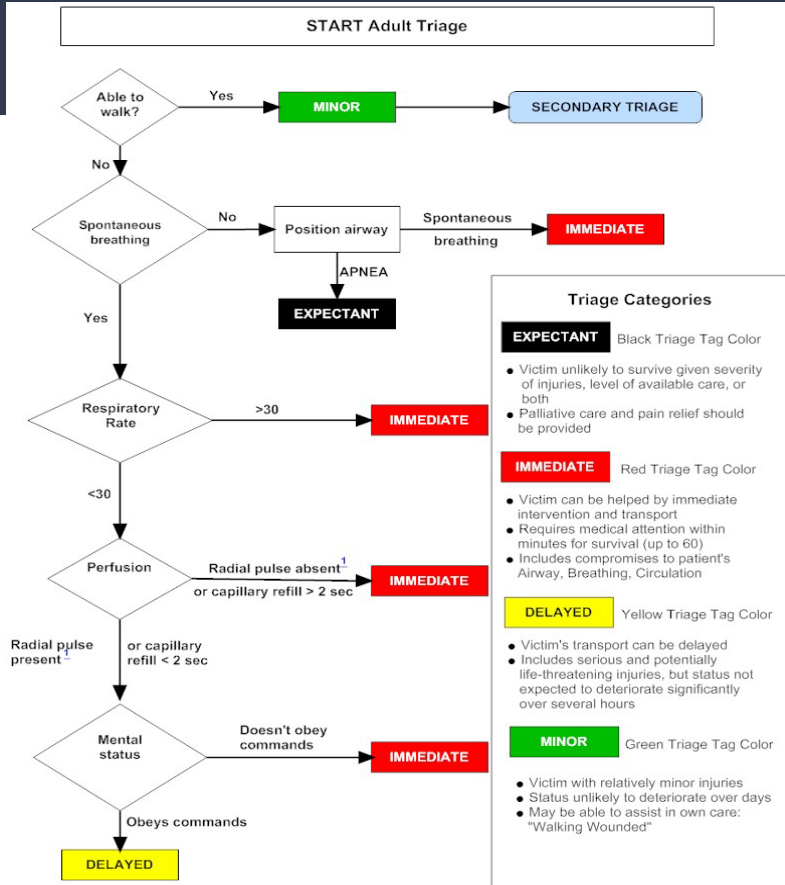 START Adult Triage
Able to
walk?
Yes
MINOR
SECONDARY TRIAGE
No
Spontaneous
breathing
No
Position airway
Spontaneous
breathing
IMMEDIATE
APNEA
EXPECTANT
Yes
Respiratory
Rate
>30
IMMEDIATE
<30
Perfusion
Radial pulse absent1
or capillary refill > 2 sec
IMMEDIATE
Radial pulse
present1
or capillary
refill < 2 sec
Mental
status
Doesn't obey
commands
IMMEDIATE
Obeys commands
DELAYED
Triage Categories
EXPECTANT Black Triage Tag Color
• Victim unlikely to survive given severity
of injuries, level of available care, or
both
• Palliative care and pain relief should
be provided
IMMEDIATE Red Triage Tag Color
• Victim can be helped by immediate
intervention and transport
• Requires medical attention within
minutes for survival (up to 60)
• Includes compromises to patient's
Airway, Breathing, Circulation
DELAYED Yellow Triage Tag Color
• Victim's transport can be delayed
• Includes serious and potentially
life-threatening injuries, but status not
expected to deteriorate significantly
over several hours
MINOR Green Triage Tag Color
• Victim with relatively minor injuries
• Status unlikely to deteriorate over days
• May be able to assist in own care:
"Walking Wounded"